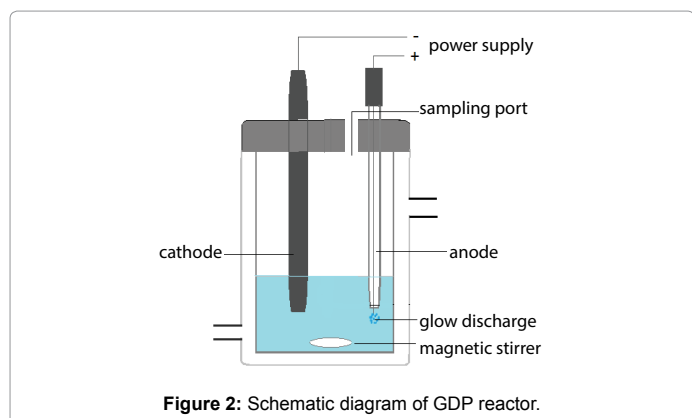 -
power supply
+
sampling port
cathode
anode
glow discharge
magnetic stirrer
Figure 2: Schematic diagram of GDP reactor.